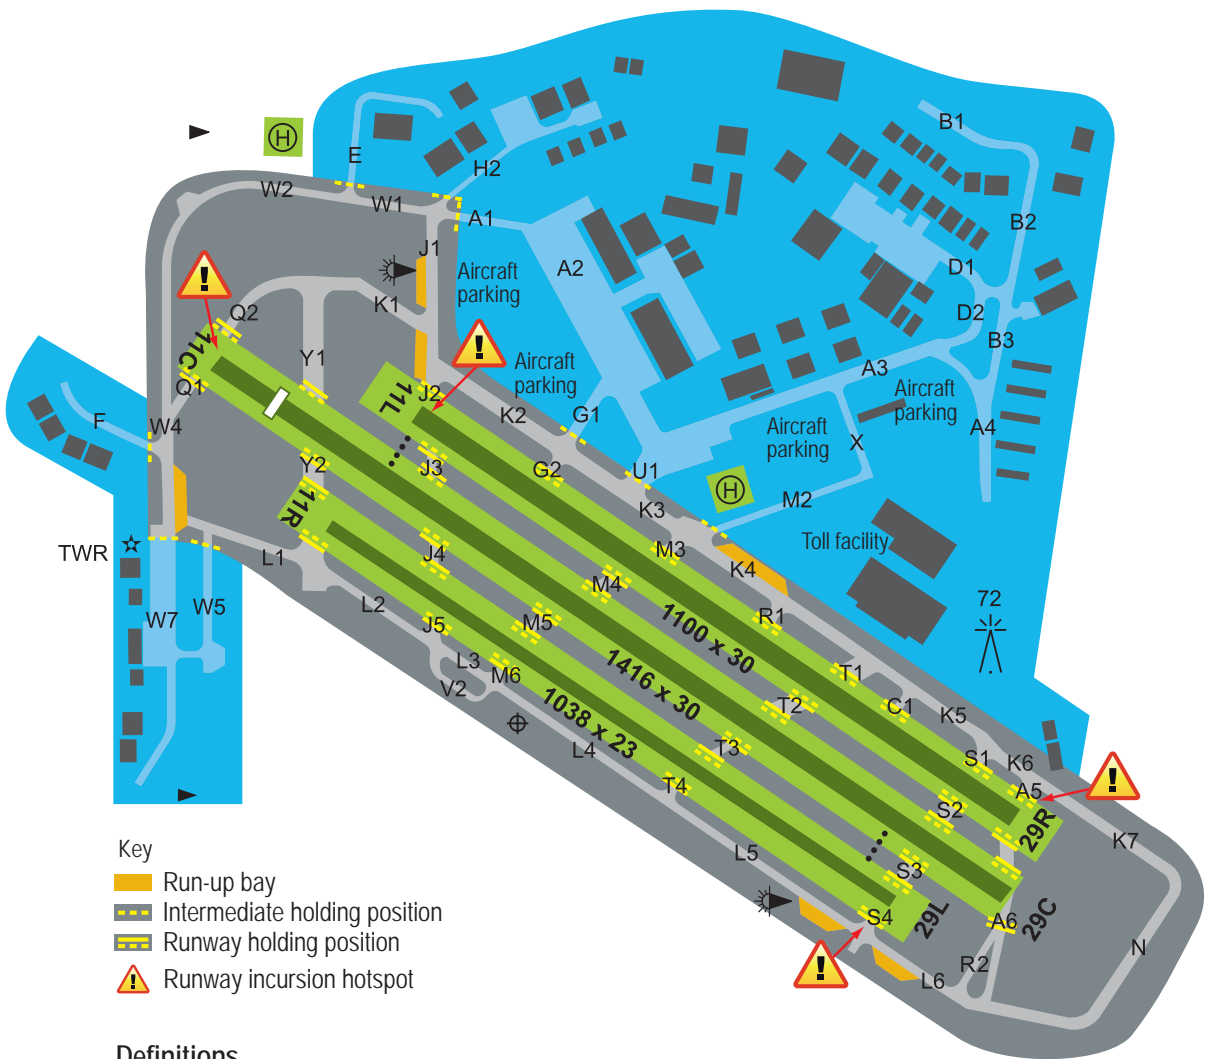 B1
H
E
H2
W2
W1
A1
B2
J1
Aircraft
parking
A2
D1
K1
Q2
D2
B3
11C
Y1
Aircraft
parking
A3
Q1
J2
11L
K2
G1
Aircraft
parking
Aircraft
parking
A4
F
W4
X
Y2
J3
G2
U1
H
M2
11R
K3
TWR
L1
J4
M3
K4
Toll facility
M4
72
W7
W5
L2
J5
M5
R1
1100 x 30
L3
M6
V2
1416 x 30
T1
1038 x 23
T2
C1
K5
L4
T3
S1
K6
T4
A5
S2
29R
K7
L5
S3
S4
29L
A6
29C
N
R2
L6
Key
Run-up bay
Intermediate holding position
Runway holding position
Runway incursion hotspot
Definitions